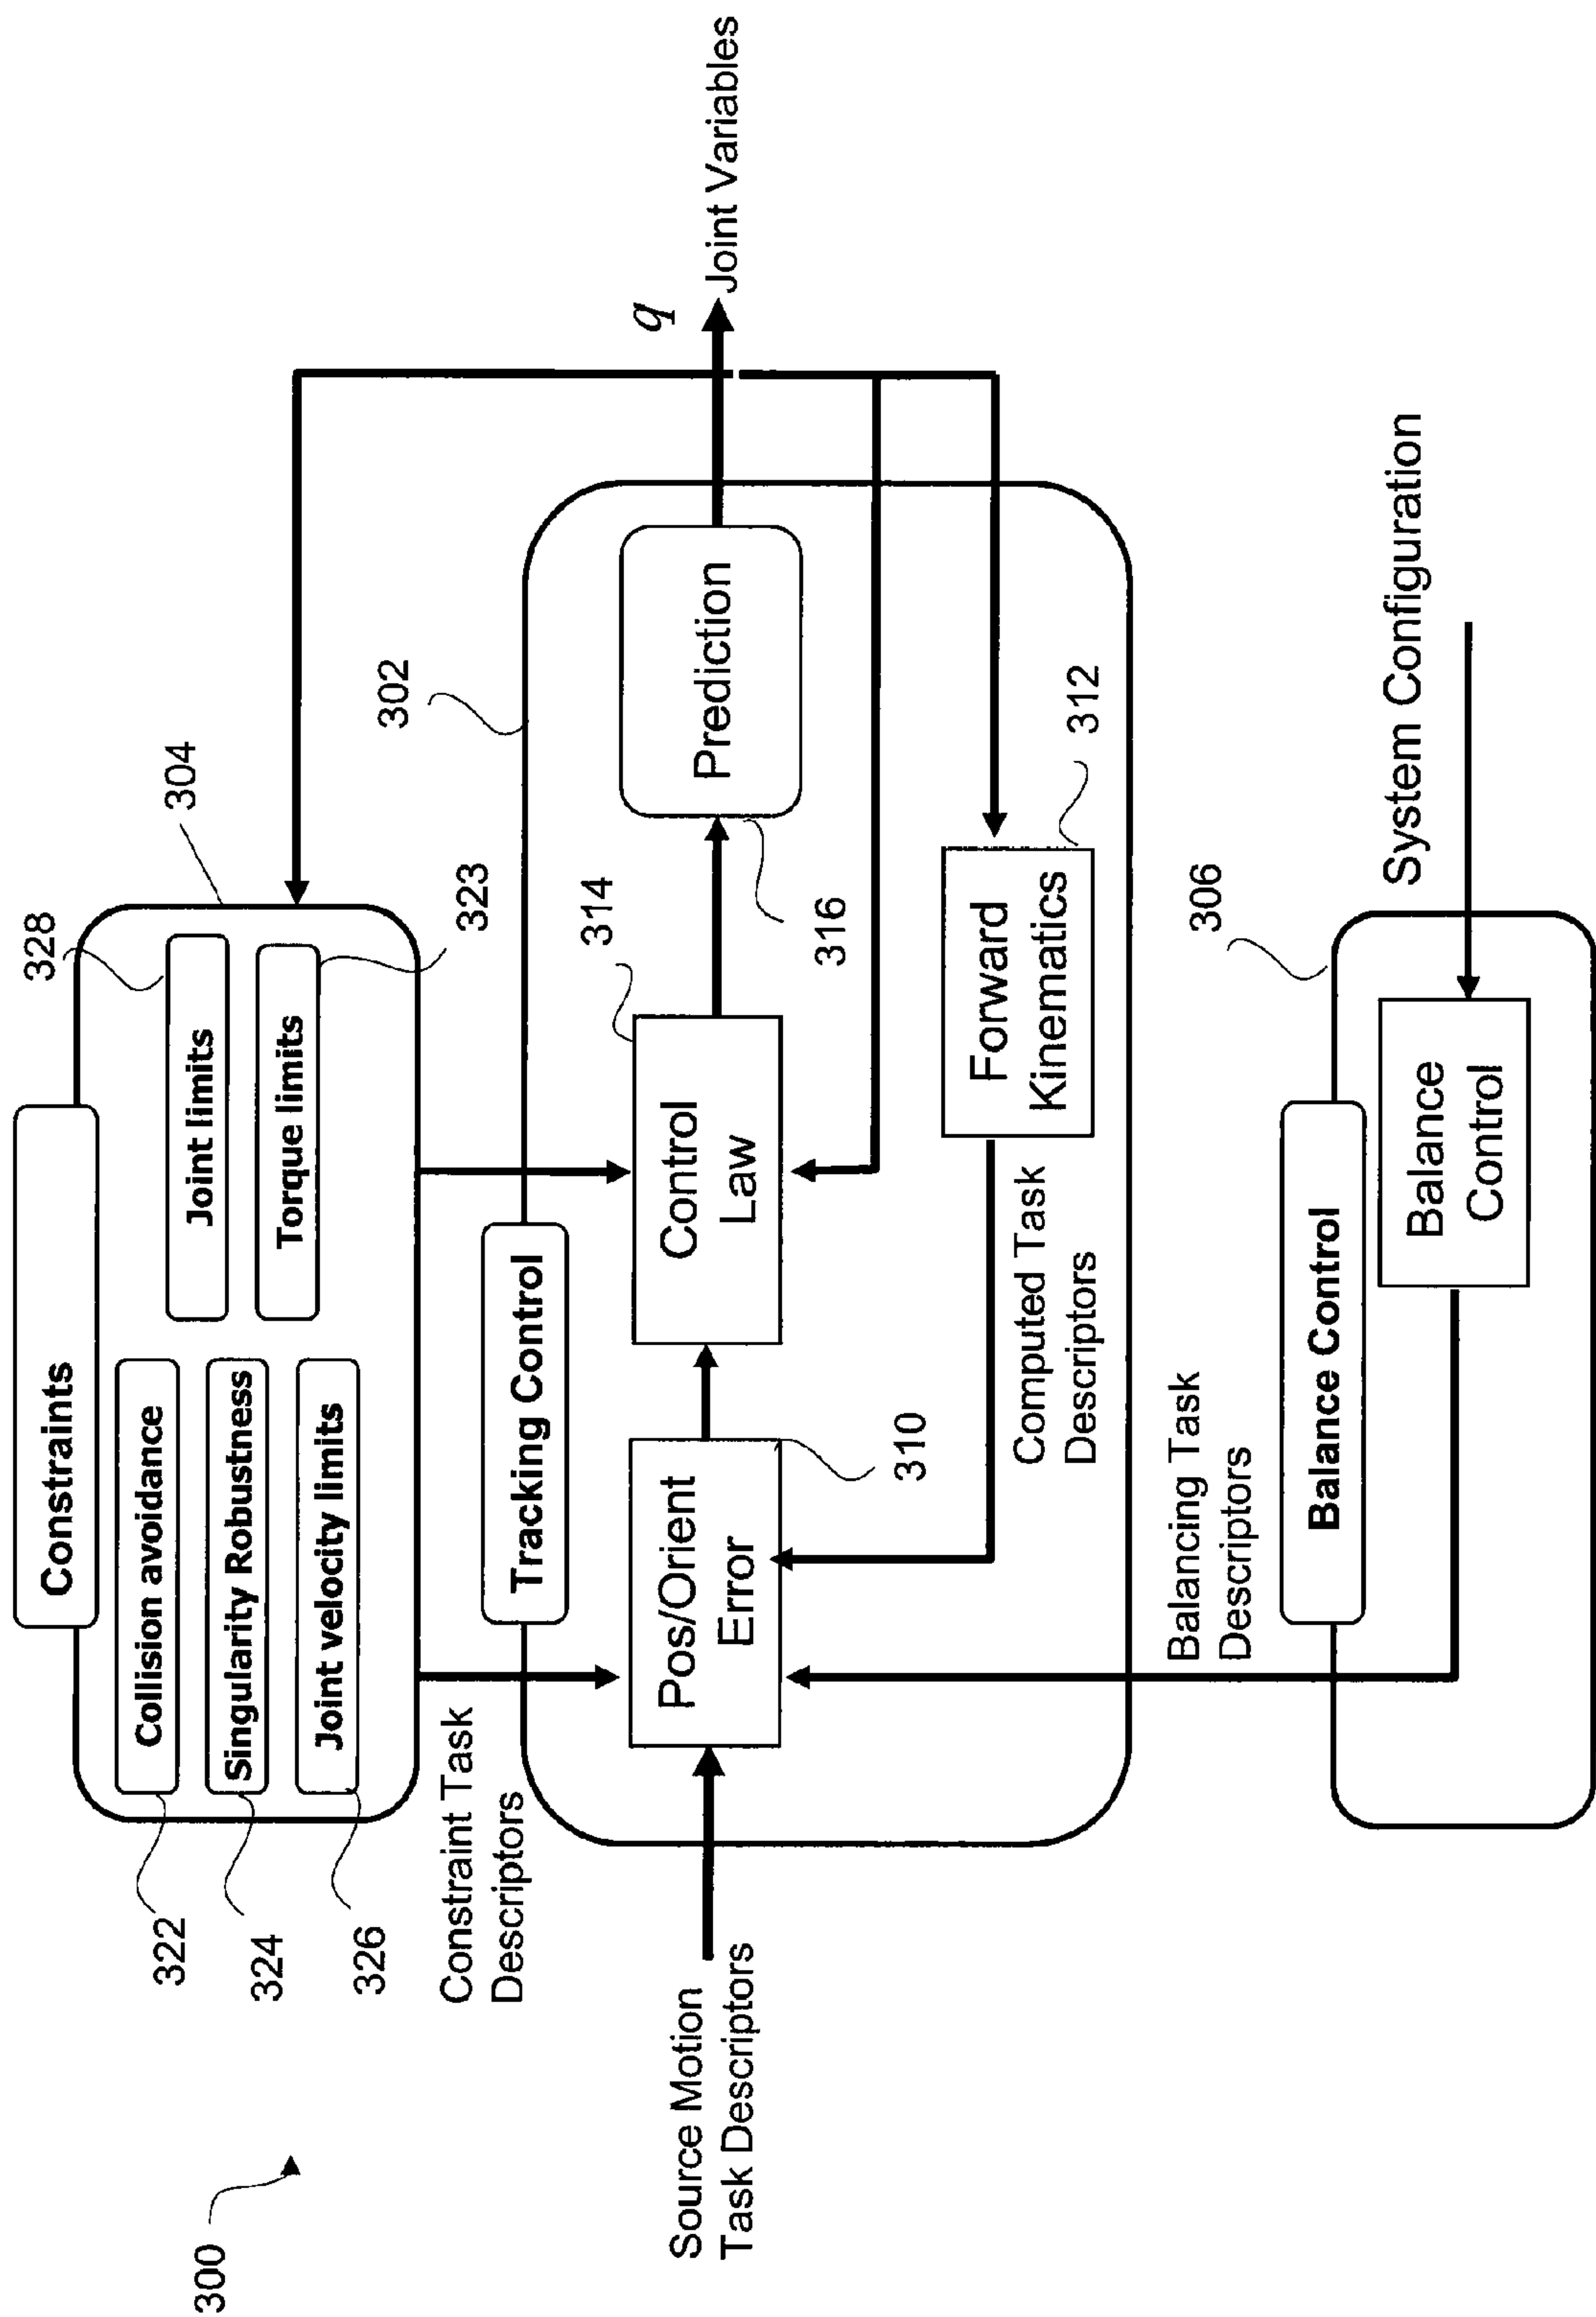 300
Constraints
328
304
Collision avoidance
Joint limits
322
Singularity Robustness
Torque limits
324
Joint velocity limits
326
323
302
Constraint Task
Descriptors
Tracking Control
314
q
Source Motion
Task Descriptors
Pos/Orient
Error
Control
Law
Prediction
Joint Variables
310
316
Forward
Kinematics
312
Computed Task
Descriptors
Balancing Task
Descriptors
306
Balance Control
System Configuration
Balance
Control